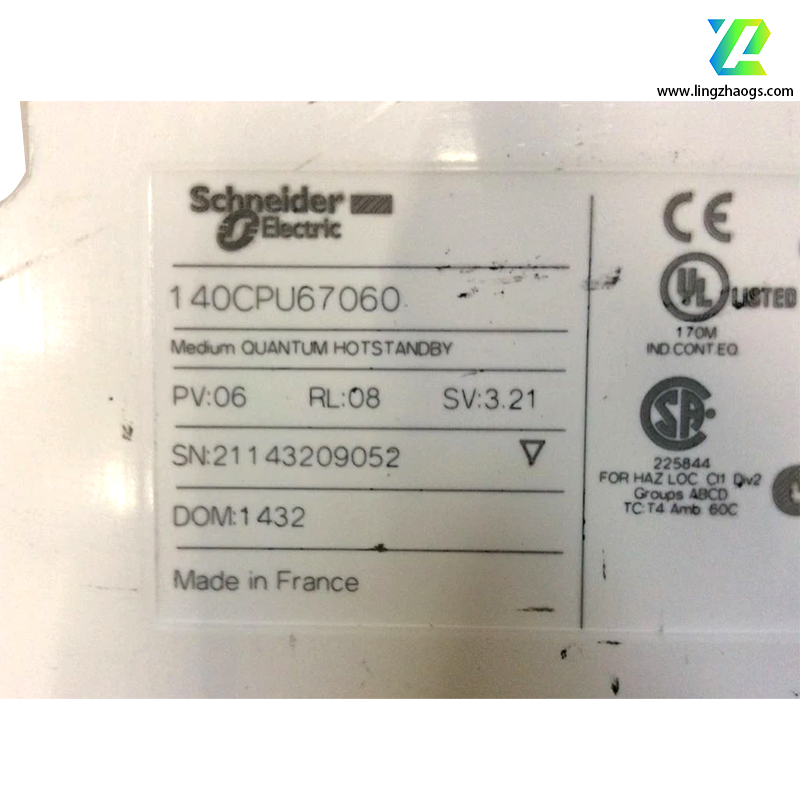 www.lingzhaogs.com
Schneider
Electric
140CPU67060
Medium QUANTUM HOTSTANDBY
PV:06 RL:08 SV:3.21
SN:21143209052
DOM:1432
Made in France
CE
UL LISTED
170M
IND.CONT.EQ
SA
225844
FOR HAZ LOC Cl1 Div2
Groups ABCD
TC:T4 Amb 60C